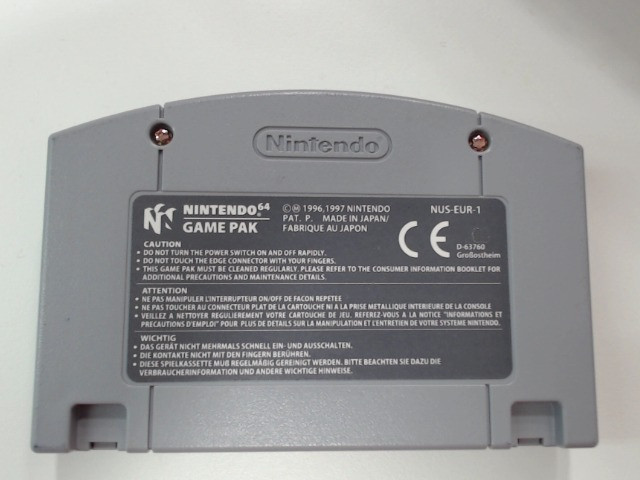 Nintendo
NINTENDO 64
GAME PAK
©Ⓜ 1996,1997 NINTENDO
PAT. P. MADE IN JAPAN/
FABRIQUE AU JAPON
NUS-EUR-1
CE
D-63760
Großostheim
CAUTION
• DO NOT TURN THE POWER SWITCH ON AND OFF RAPIDLY.
• DO NOT TOUCH THE EDGE CONNECTOR WITH YOUR FINGERS.
• THIS GAME PAK MUST BE CLEANED REGULARLY. PLEASE REFER TO THE CONSUMER INFORMATION BOOKLET FOR
ADDITIONAL PRECAUTIONS AND MAINTENANCE DETAILS.
ATTENTION
• NE PAS MANIPULER L'INTERRUPTEUR ON/OFF DE FACON REPETEE
• NE PAS TOUCHER AU CONNECTEUR PLAT DE LA CARTOUCHE NI A LA PRISE METALLIQUE INTERIEURE DE LA CONSOLE
• VEILLEZ A NETTOYER REGULIEREMENT VOTRE CARTOUCHE DE JEU. REFEREZ-VOUS A LA NOTICE "INFORMATIONS ET
PRECAUTIONS D'EMPLOI" POUR PLUS DE DETAILS SUR LA MANIPULATION ET L'ENTRETIEN DE VOTRE SYSTEME NINTENDO.
WICHTIG
• DAS GERÄT NICHT MEHRMALS SCHNELL EIN- UND AUSSCHALTEN.
• DIE KONTAKTE NICHT MIT DEN FINGERN BERÜHREN.
• DIESE SPIELKASSETTE MUß REGELMÄßIG GEREINIGT WERDEN. BITTE BEACHTEN SIE DAZU DIE
VERBRAUCHERINFORMATION UND ANDERE WICHTIGE HINWEISE.